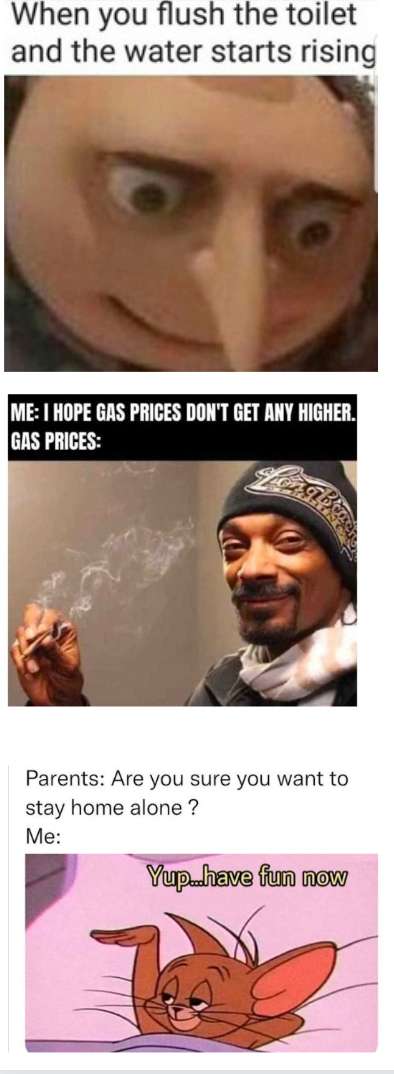 When you flush the toilet
and the water starts rising
ME: I HOPE GAS PRICES DON'T GET ANY HIGHER.
GAS PRICES:
Parents: Are you sure you want to
stay home alone ?
Me:
Yup...have fun now